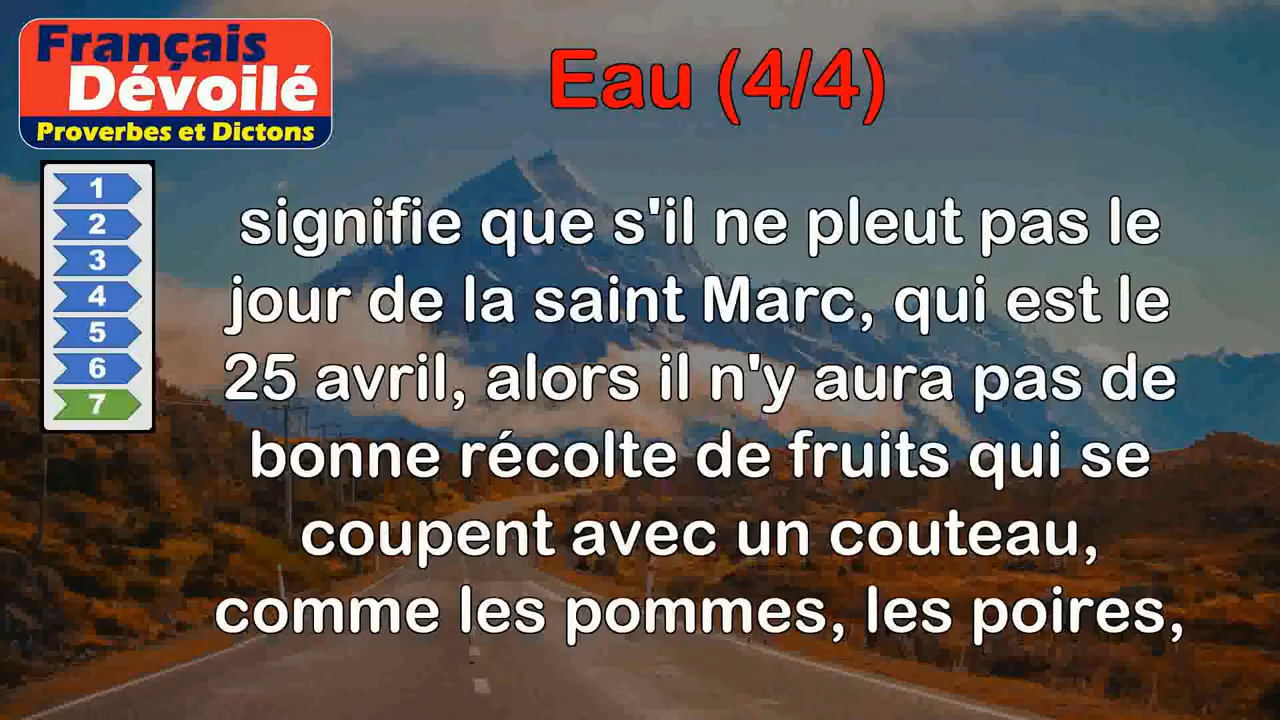 Français
Dévoilé
Proverbes et Dictons
Eau (4/4)
1
2
3
4
5
6
7
signifie que s'il ne pleut pas le
jour de la saint Marc, qui est le
25 avril, alors il n'y aura pas de
bonne récolte de fruits qui se
coupent avec un couteau,
comme les pommes, les poires,